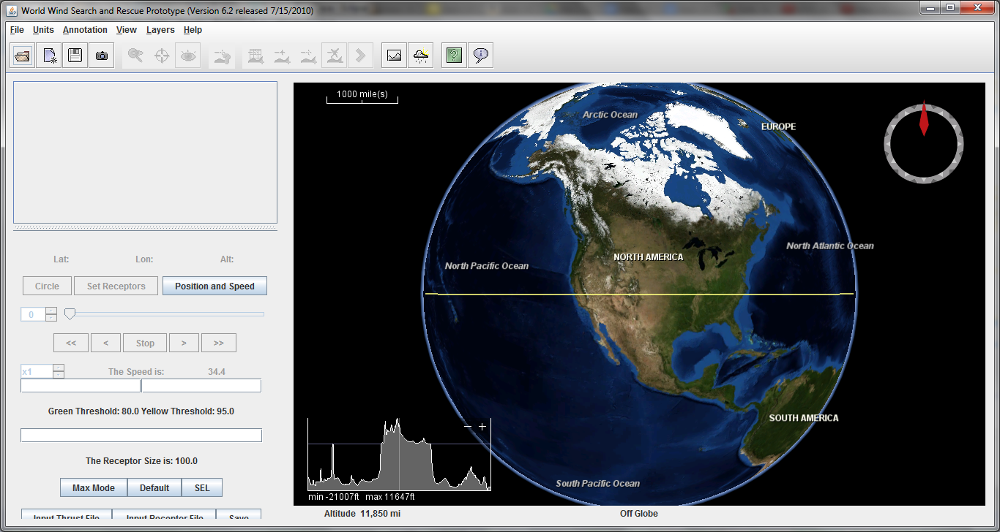 World Wind Search and Rescue Prototype (Version 6.2 released 7/15/2010)
File Units Annotation View Layers Help
1000 mile(s)
Arctic Ocean
EUROPE
North Atlantic Ocean
NORTH AMERICA
North Pacific Ocean
SOUTH AMERICA
South Pacific Ocean
min -21007ft max 11647ft
Altitude 11,850 mi
Off Globe
Lat: Lon: Alt:
Circle Set Receptors Position and Speed
0
<< < Stop > >>
x1 The Speed is: 34.4
Green Threshold: 80.0 Yellow Threshold: 95.0
The Receptor Size is: 100.0
Max Mode Default SEL
Input Thrust File Input Receptor File Save